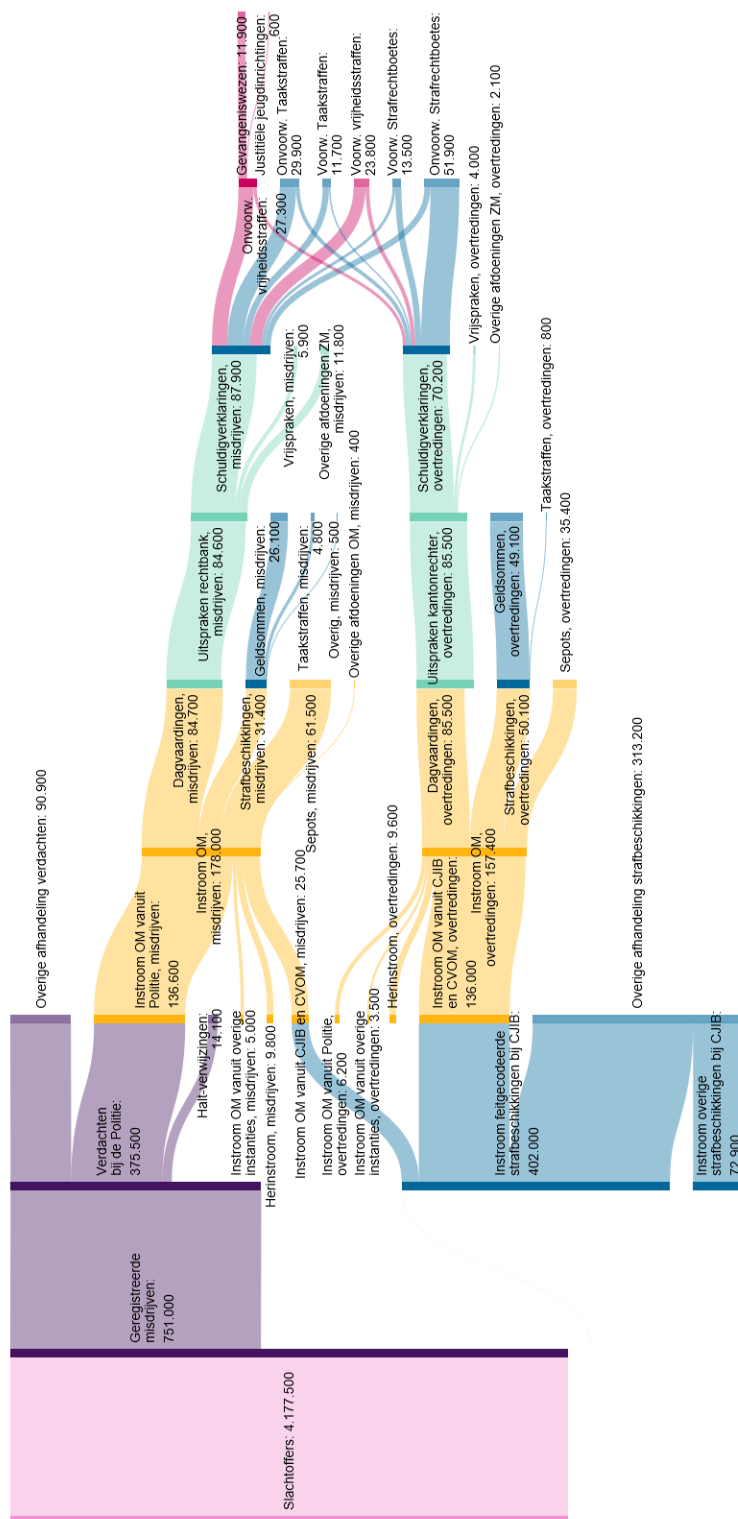 Slachtoffers: 4.177.500
Geregistreerde
misdrijven:
751.000
Verdachten
bij de Politie:
375.500
Halt-verwijzingen:
14.100
Instroom feitgecodeerde
strafbeschikkingen bij CJIB:
402.000
Instroom overige
strafbeschikkingen bij CJIB:
72.900
Overige afhandeling verdachten: 90.900
Instroom OM vanuit
Politie, misdrijven:
136.600
Instroom OM vanuit overige
instanties, misdrijven: 5.000
Herinstroom, misdrijven: 9.800
Instroom OM vanuit CJIB en CVOM, misdrijven: 25.700
Instroom OM vanuit Politie,
overtredingen: 6.200
Instroom OM vanuit overige
instanties, overtredingen: 3.500
Herinstroom, overtredingen: 9.600
Instroom OM vanuit CJIB
en CVOM, overtredingen:
136.000
Overige afhandeling strafbeschikkingen: 313.200
Instroom OM,
misdrijven: 178.000
Instroom OM,
overtredingen: 157.400
Dagvaardingen,
misdrijven: 84.700
Strafbeschikkingen,
misdrijven: 31.400
Sepots, misdrijven: 61.500
Overige afdoeningen OM, misdrijven: 400
Dagvaardingen,
overtredingen: 85.500
Strafbeschikkingen,
overtredingen: 50.100
Sepots, overtredingen: 35.400
Uitspraken rechtbank,
misdrijven: 84.600
Geldsommen, misdrijven:
26.100
Taakstraffen, misdrijven:
4.800
Overig, misdrijven: 500
Uitspraken kantonrechter,
overtredingen: 85.500
Geldsommen,
overtredingen: 49.100
Taakstraffen, overtredingen: 800
Schuldigverklaringen,
misdrijven: 87.900
Vrijspraken, misdrijven:
5.900
Overige afdoeningen ZM,
misdrijven: 11.800
Schuldigverklaringen,
overtredingen: 70.200
Vrijspraken, overtredingen: 4.000
Overige afdoeningen ZM, overtredingen: 2.100
Onvoorw.
vrijheidsstraffen:
27.300
Onvoorw. Taakstraffen:
29.900
Voorw. Taakstraffen:
11.700
Voorw. vrijheidsstraffen:
23.800
Voorw. Strafrechtboetes:
13.500
Onvoorw. Strafrechtboetes:
51.900
Gevangeniswezen: 11.900
Justitiële jeugdinrichtingen:
600